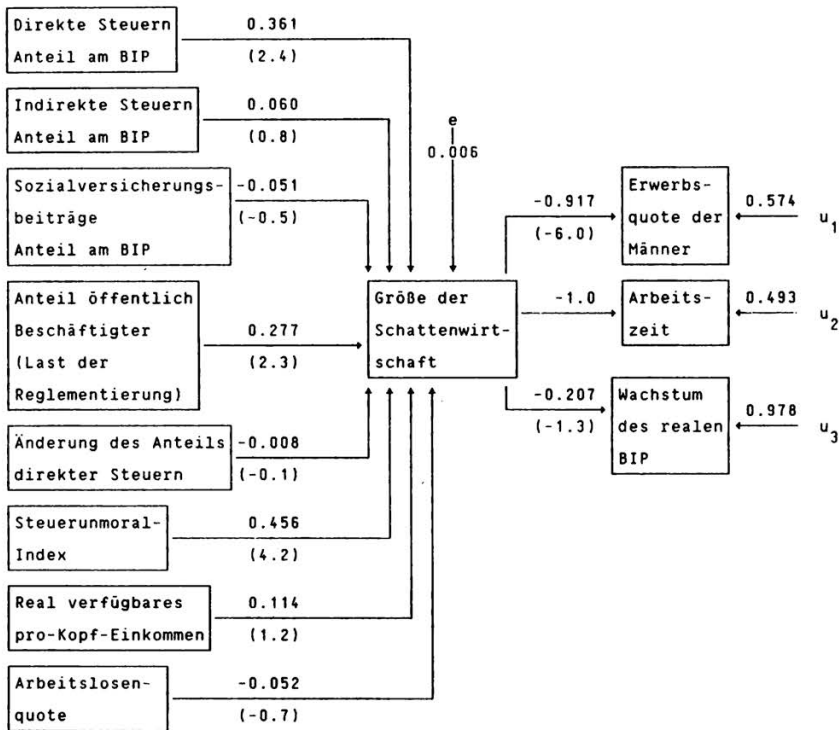 Direkte Steuern
Anteil am BIP
0.361
(2.4)
Indirekte Steuern
Anteil am BIP
0.060
(0.8)
Sozialversicherungs-
beiträge
Anteil am BIP
-0.051
(-0.5)
Anteil öffentlich
Beschäftigter
(Last der
Reglementierung)
0.277
(2.3)
Änderung des Anteils
direkter Steuern
-0.008
(-0.1)
Steuerunmoral-
Index
0.456
(4.2)
Real verfügbares
pro-Kopf-Einkommen
0.114
(1.2)
Arbeitslosen-
quote
-0.052
(-0.7)
e
0.006
Größe der
Schattenwirt-
schaft
-0.917
(-6.0)
Erwerbs-
quote der
Männer
0.574
u1
-1.0
Arbeits-
zeit
0.493
u2
-0.207
(-1.3)
Wachstum
des realen
BIP
0.978
u3